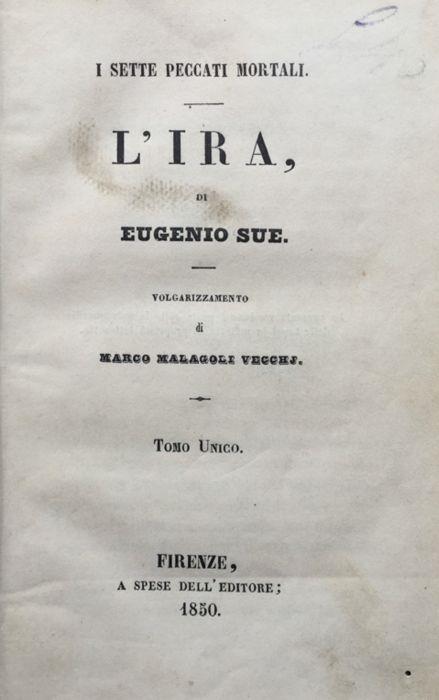 I SETTE PECCATI MORTALI.
L'IRA,
DI
EUGENIO SUE.
VOLGARIZZAMENTO
di
MARCO MALAGOLI VECCHJ.
TOMO UNICO.
FIRENZE,
A SPESE DELL'EDITORE;
1850.